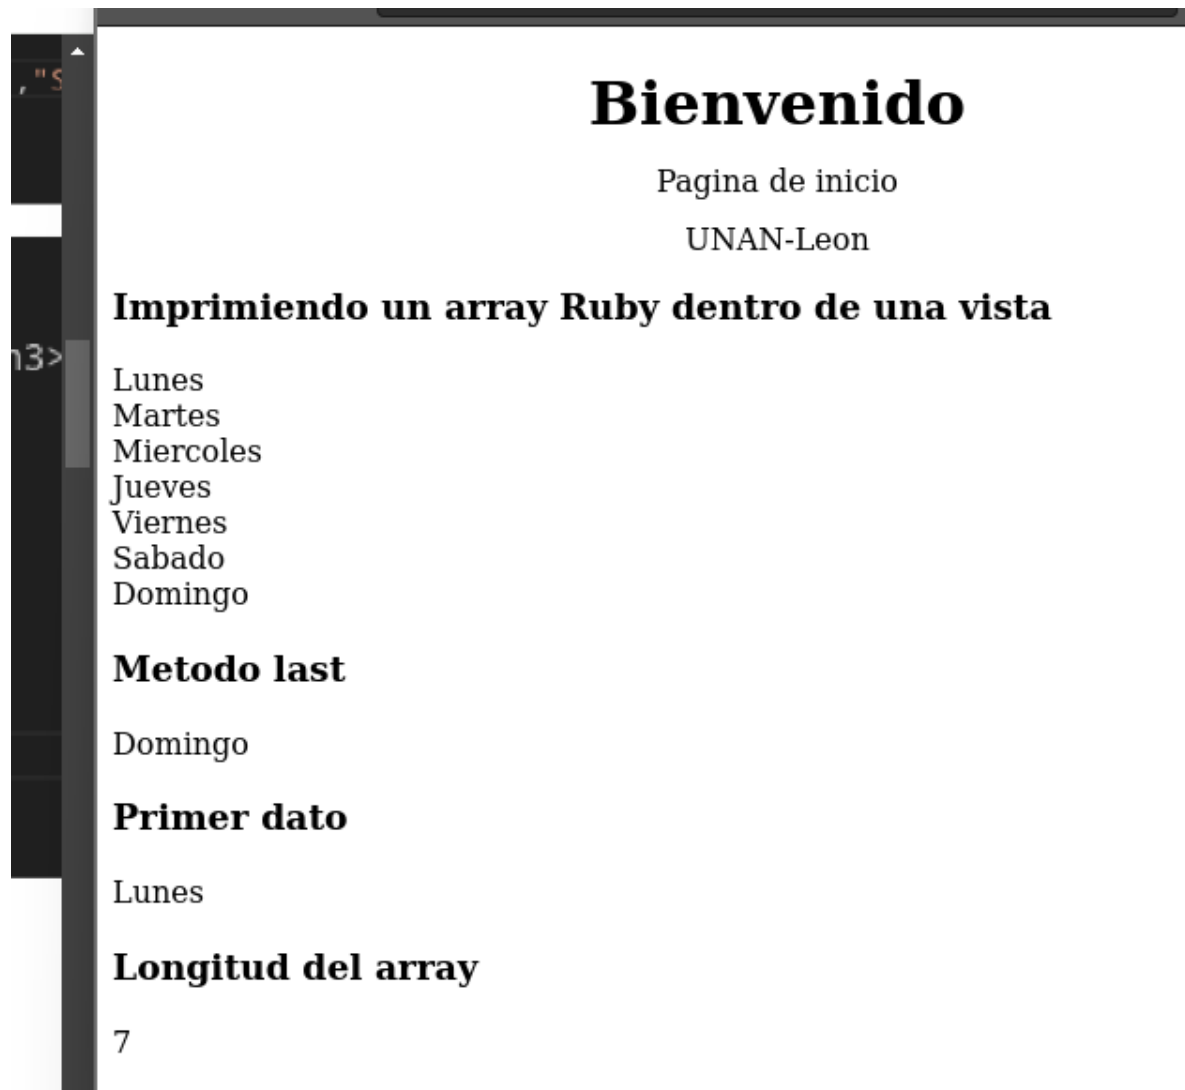 ,"S
h3>
Bienvenido
Pagina de inicio
UNAN-Leon
Imprimiendo un array Ruby dentro de una vista
Lunes
Martes
Miercoles
Jueves
Viernes
Sabado
Domingo
Metodo last
Domingo
Primer dato
Lunes
Longitud del array
7